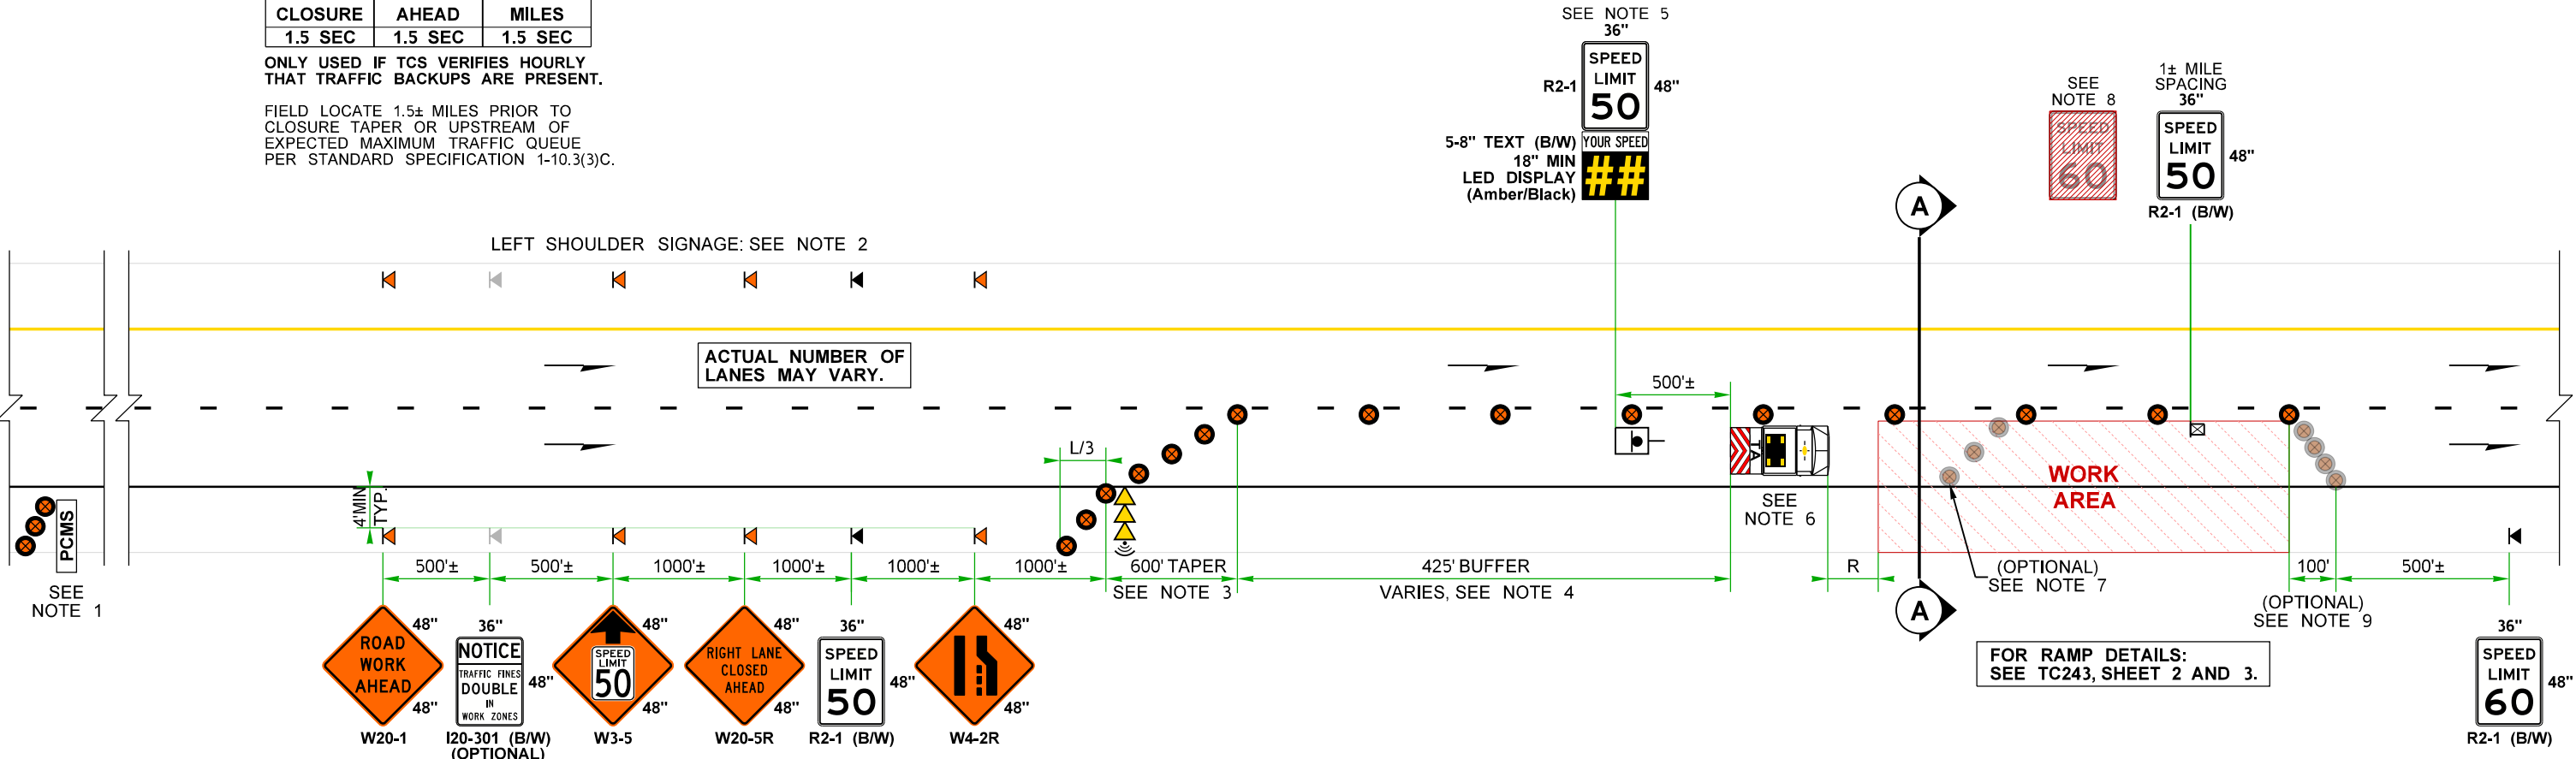 CLOSURE AHEAD MILES
1.5 SEC 1.5 SEC 1.5 SEC
ONLY USED IF TCS VERIFIES HOURLY
THAT TRAFFIC BACKUPS ARE PRESENT.
FIELD LOCATE 1.5± MILES PRIOR TO
CLOSURE TAPER OR UPSTREAM OF
EXPECTED MAXIMUM TRAFFIC QUEUE
PER STANDARD SPECIFICATION 1-10.3(3)C.
SEE NOTE 5
36"
SPEED
LIMIT
50
R2-1
48"
5-8" TEXT (B/W)
YOUR SPEED
18" MIN
LED DISPLAY
(Amber/Black)
##
SEE
NOTE 8
SPEED
LIMIT
60
1± MILE
SPACING
36"
SPEED
LIMIT
50
48"
R2-1 (B/W)
A
LEFT SHOULDER SIGNAGE: SEE NOTE 2
ACTUAL NUMBER OF
LANES MAY VARY.
500'±
L/3
4'MIN
TYP.
PCMS
SEE
NOTE 1
TA
SEE
NOTE 6
WORK
AREA
500'± 500'± 1000'± 1000'± 1000'± 1000'± 600' TAPER 425' BUFFER R 100' 500'±
SEE NOTE 3
VARIES, SEE NOTE 4
(OPTIONAL)
SEE NOTE 7
(OPTIONAL)
SEE NOTE 9
A
FOR RAMP DETAILS:
SEE TC243, SHEET 2 AND 3.
ROAD
WORK
AHEAD
48"
48"
W20-1
36"
NOTICE
TRAFFIC FINES
DOUBLE
IN
WORK ZONES
48"
I20-301 (B/W)
(OPTIONAL)
SPEED
LIMIT
50
48"
48"
W3-5
RIGHT LANE
CLOSED
AHEAD
48"
48"
W20-5R
36"
SPEED
LIMIT
50
48"
R2-1 (B/W)
48"
48"
W4-2R
36"
SPEED
LIMIT
60
48"
R2-1 (B/W)